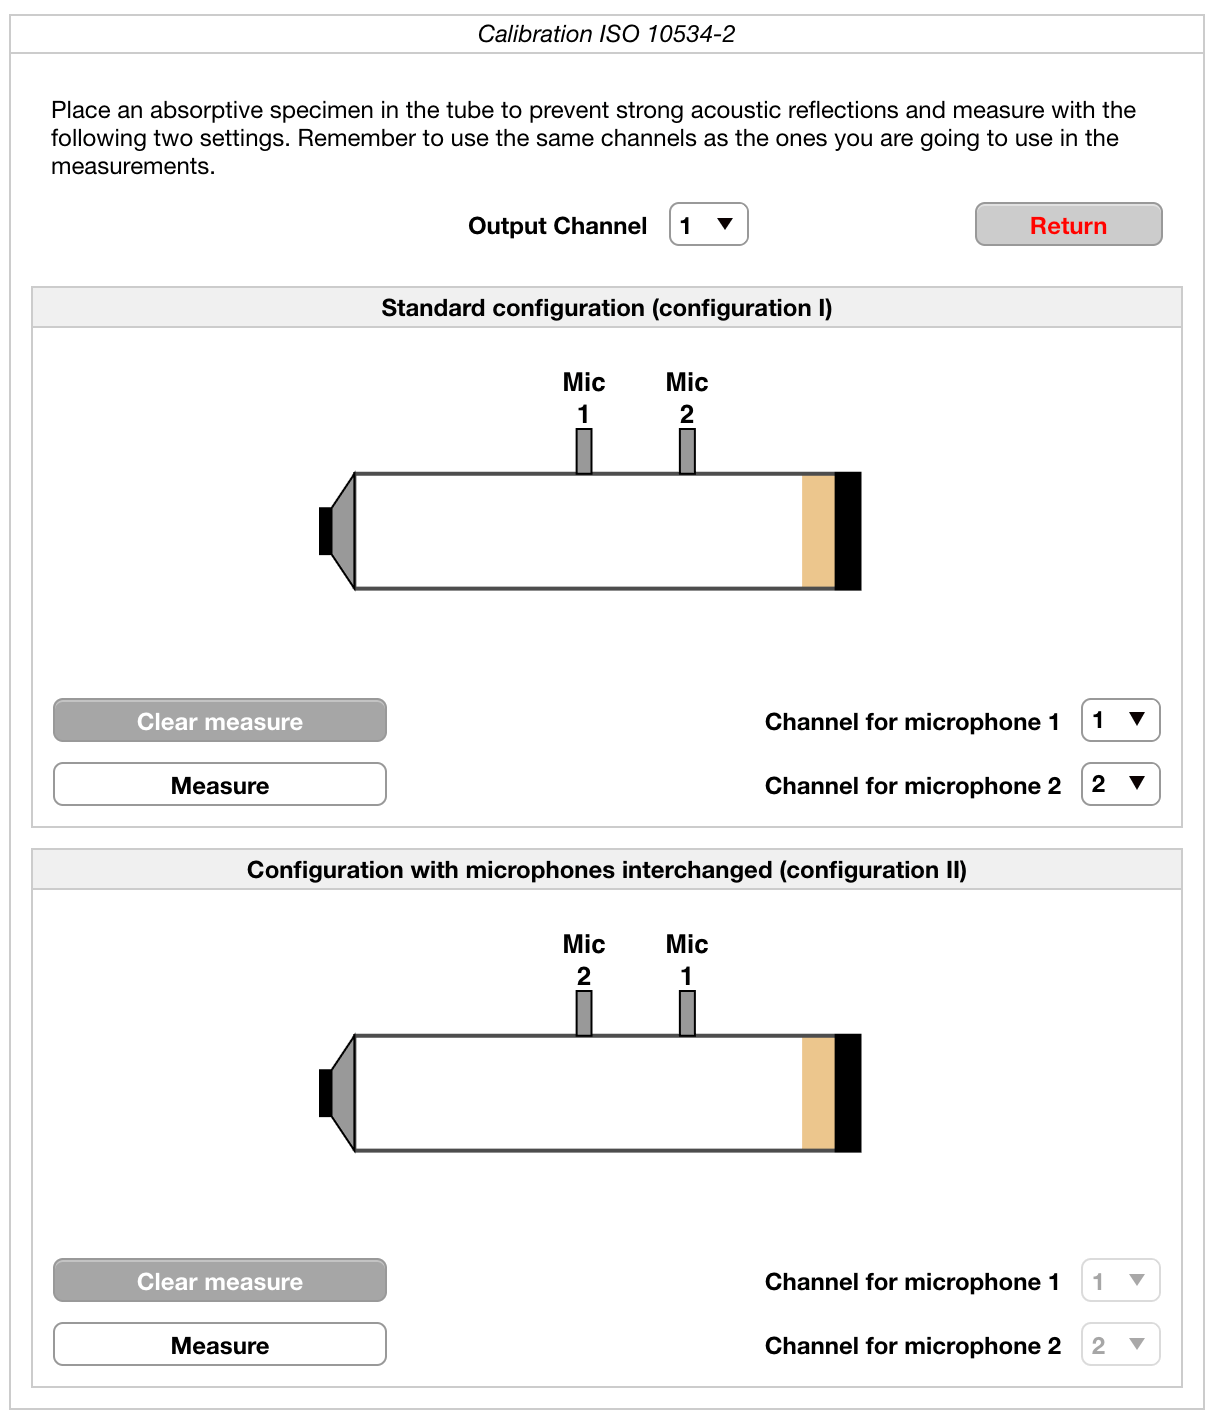 Calibration ISO 10534-2
Place an absorptive specimen in the tube to prevent strong acoustic reflections and measure with the
following two settings. Remember to use the same channels as the ones you are going to use in the
measurements.
Output Channel 1 ▼ Return
Standard configuration (configuration I)
Mic Mic
1 2
Clear measure Channel for microphone 1 1 ▼
Measure Channel for microphone 2 2 ▼
Configuration with microphones interchanged (configuration II)
Mic Mic
2 1
Clear measure Channel for microphone 1 1 ▼
Measure Channel for microphone 2 2 ▼